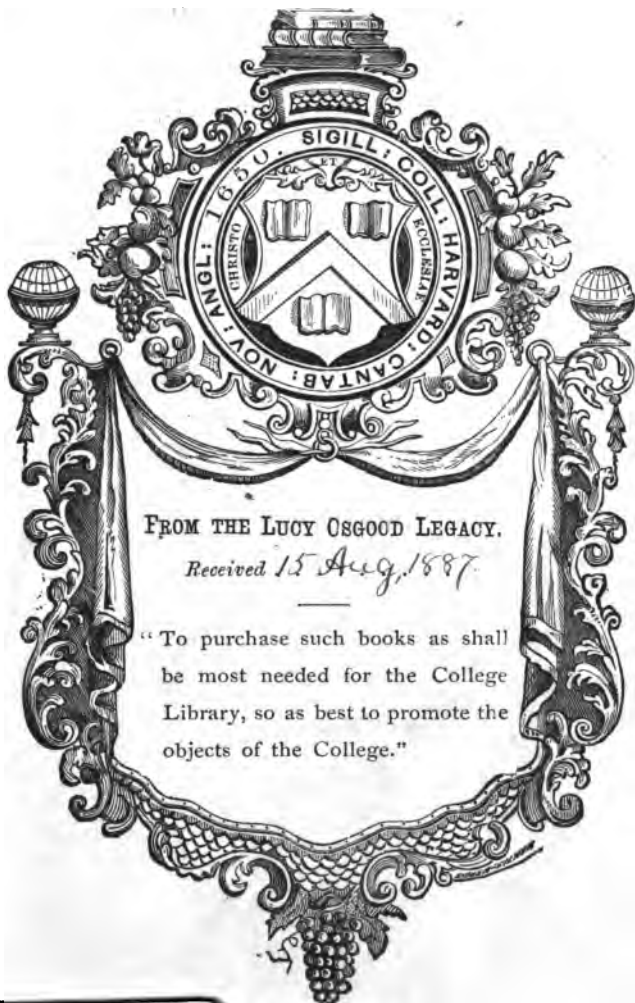 SIGILL: COLL: HARVARD: CANTAB: NOV: ANGL: 1650.
CHRISTO
ET
ECCLESIAE
FROM THE LUCY OSGOOD LEGACY.
Received 15 Aug, 1887.
“To purchase such books as shall
be most needed for the College
Library, so as best to promote the
objects of the College.”